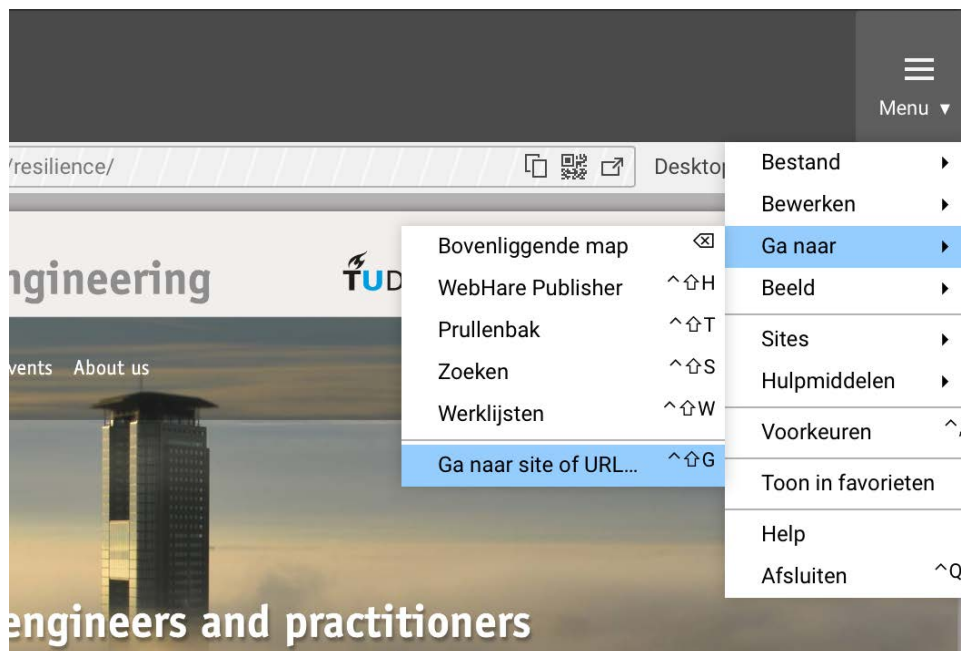 Menu ▼
/resilience/
Desktop
Bestand
Bewerken
Ga naar
Beeld
Sites
Hulpmiddelen
Voorkeuren ^
Toon in favorieten
Help
Afsluiten ^Q
Bovenliggende map ⌫
WebHare Publisher ^⇧H
Prullenbak ^⇧T
Zoeken ^⇧S
Werklijsten ^⇧W
Ga naar site of URL... ^⇧G
ngineering
TUD
vents About us
engineers and practitioners